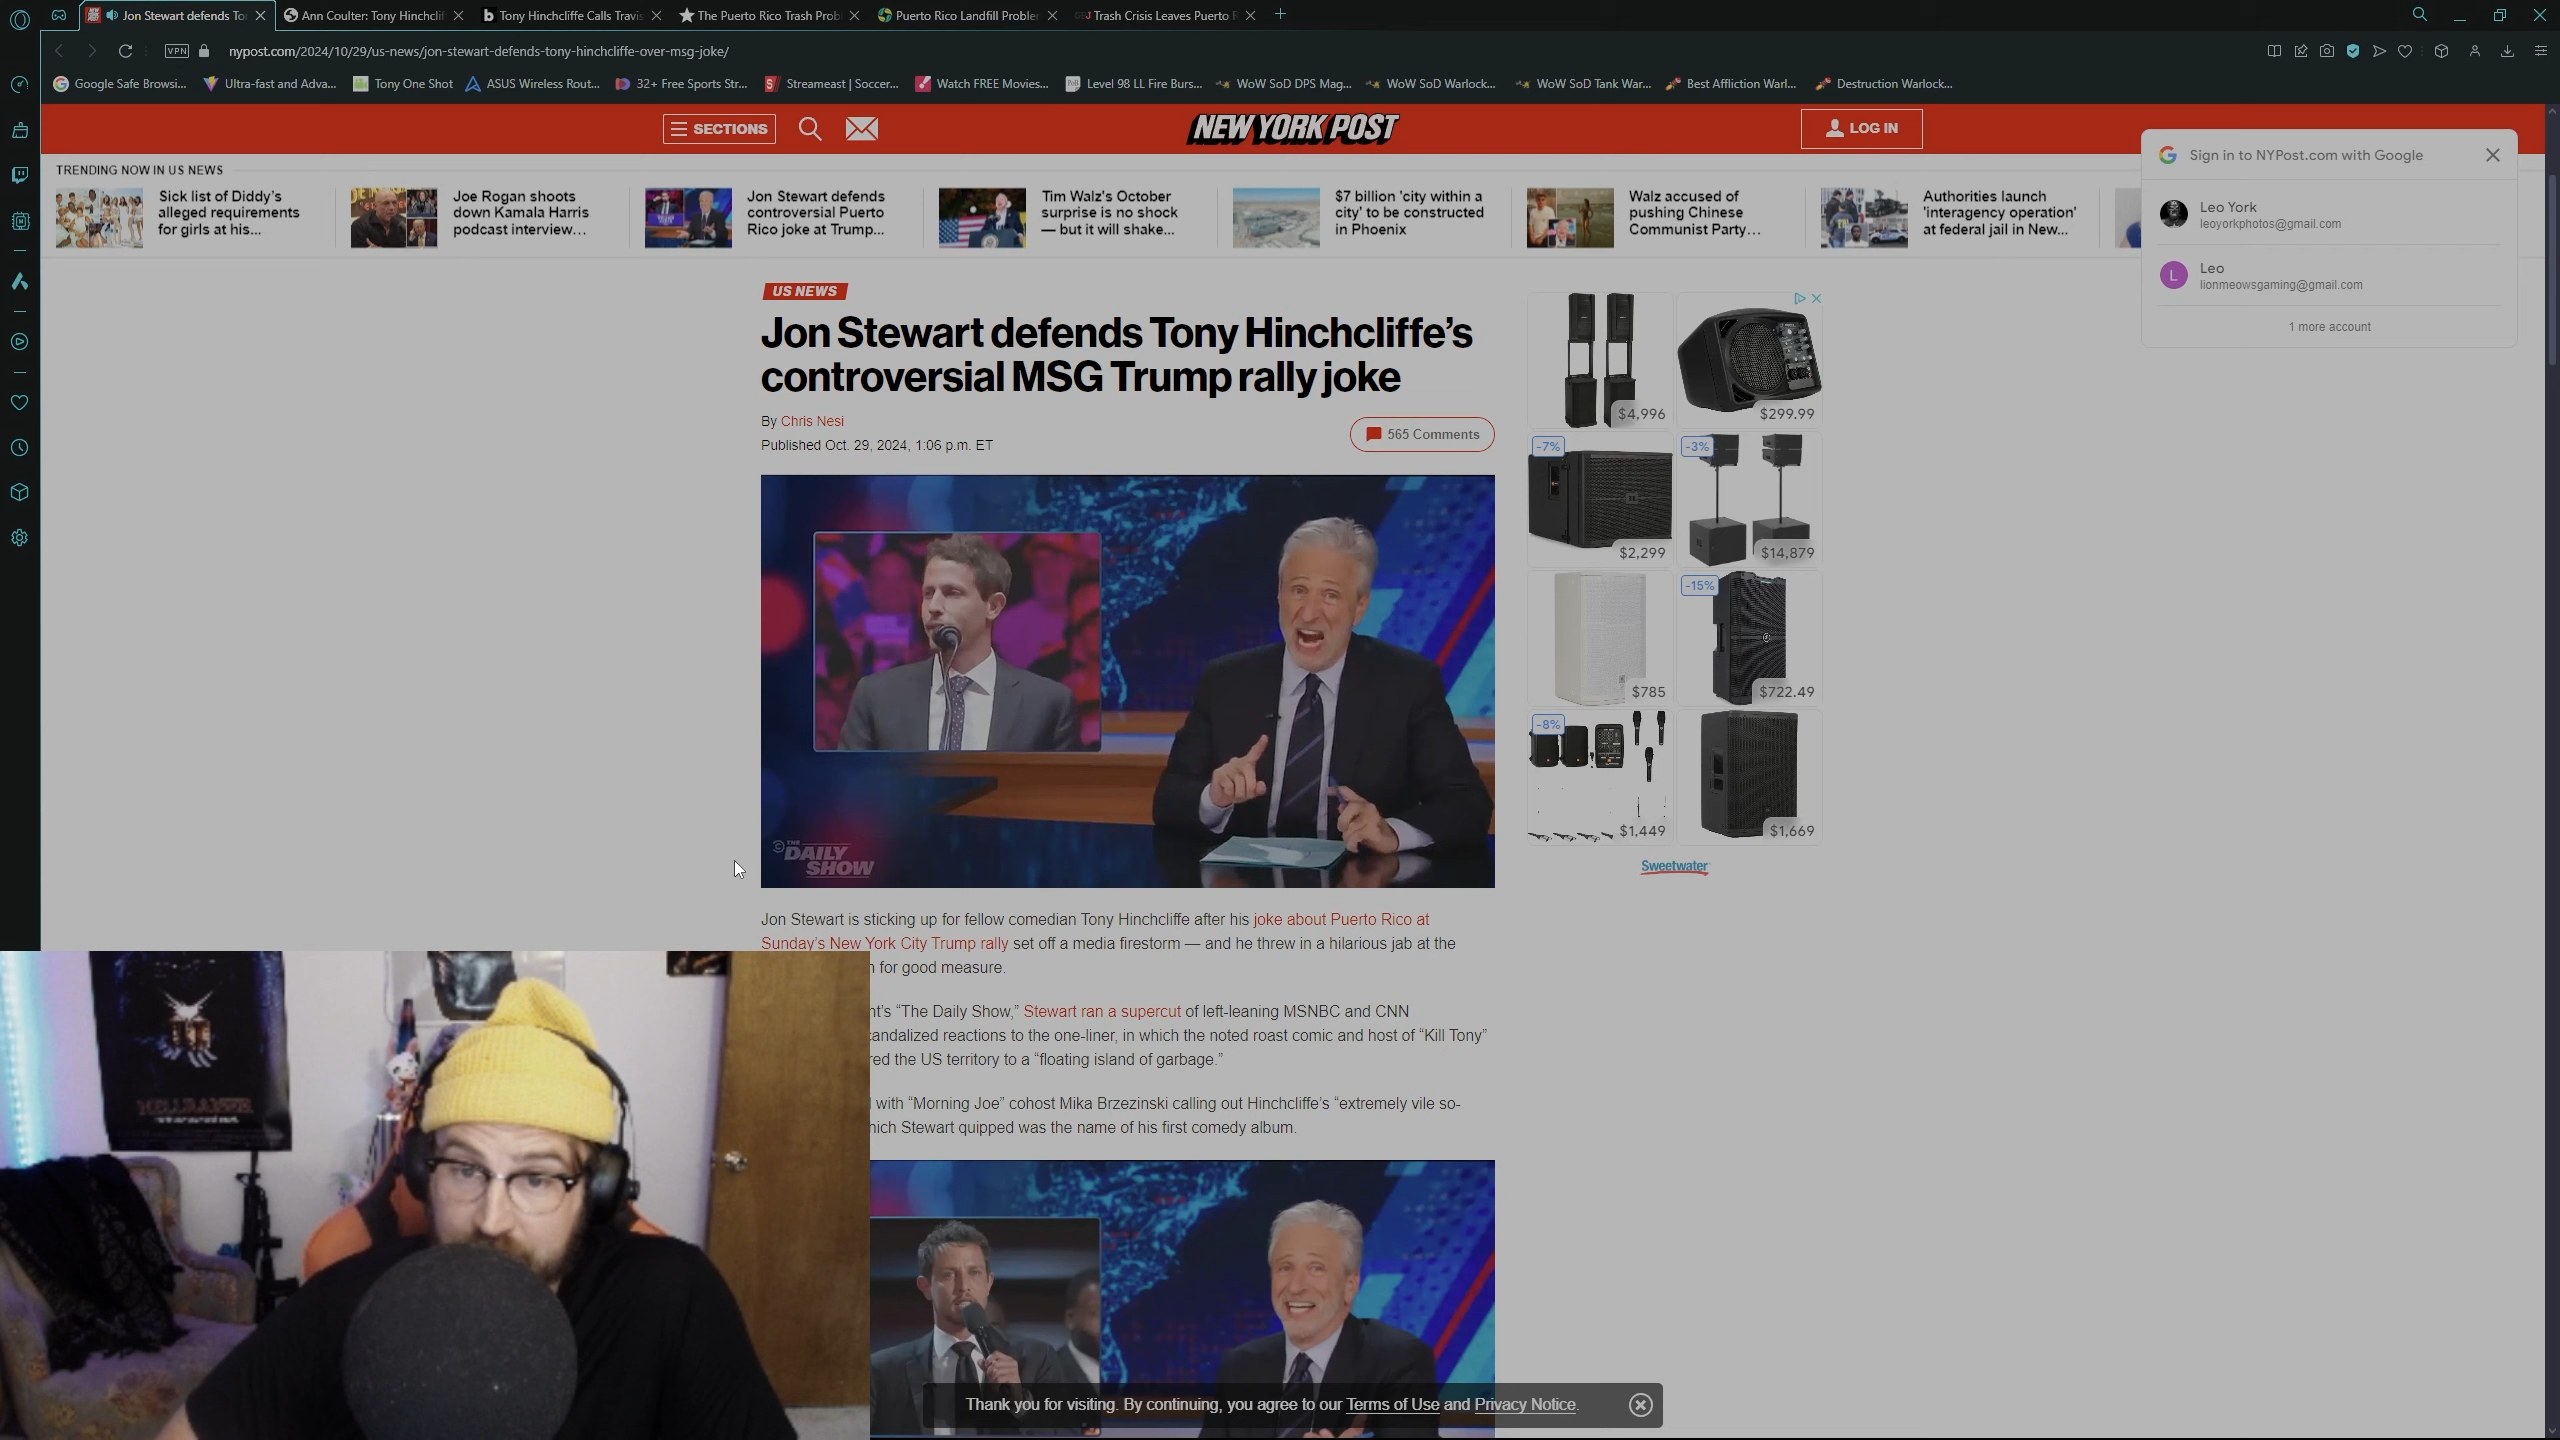 Jon Stewart defends To
Ann Coulter: Tony Hinchclif
Tony Hinchcliffe Calls Travis
The Puerto Rico Trash Prob
Puerto Rico Landfill Probler
Trash Crisis Leaves Puerto R
VPN
nypost.com/2024/10/29/us-news/jon-stewart-defends-tony-hinchcliffe-over-msg-joke/
Google Safe Browsi...
Ultra-fast and Adva...
Tony One Shot
ASUS Wireless Rout...
32+ Free Sports Str...
Streameast | Soccer...
Watch FREE Movies...
Level 98 LL Fire Burs...
WoW SoD DPS Mag...
WoW SoD Warlock...
WoW SoD Tank War...
Best Affliction Warl...
Destruction Warlock...
SECTIONS
NEW YORK POST
LOG IN
TRENDING NOW IN US NEWS
Sick list of Diddy's
alleged requirements
for girls at his...
Joe Rogan shoots
down Kamala Harris
podcast interview...
Jon Stewart defends
controversial Puerto
Rico joke at Trump...
Tim Walz's October
surprise is no shock
— but it will shake...
$7 billion 'city within a
city' to be constructed
in Phoenix
Walz accused of
pushing Chinese
Communist Party...
Authorities launch
'interagency operation'
at federal jail in New...
Sign in to NYPost.com with Google
Leo York
leoyorkphotos@gmail.com
L
Leo
lionmeowsgaming@gmail.com
1 more account
US NEWS
Jon Stewart defends Tony Hinchcliffe's
controversial MSG Trump rally joke
By Chris Nesi
Published Oct. 29, 2024, 1:06 p.m. ET
565 Comments
THE
DAILY
SHOW
$4,996
$299.99
-7%
$2,299
-3%
$14,879
$785
-15%
$722.49
-8%
$1,449
$1,669
Sweetwater
Jon Stewart is sticking up for fellow comedian Tony Hinchcliffe after his joke about Puerto Rico at
Sunday's New York City Trump rally set off a media firestorm — and he threw in a hilarious jab at the
for good measure.
"The Daily Show," Stewart ran a supercut of left-leaning MSNBC and CNN
candalized reactions to the one-liner, in which the noted roast comic and host of "Kill Tony"
red the US territory to a "floating island of garbage."
with "Morning Joe" cohost Mika Brzezinski calling out Hinchcliffe's "extremely vile so-
hich Stewart quipped was the name of his first comedy album.
HELLRAISER
Thank you for visiting. By continuing, you agree to our Terms of Use and Privacy Notice.